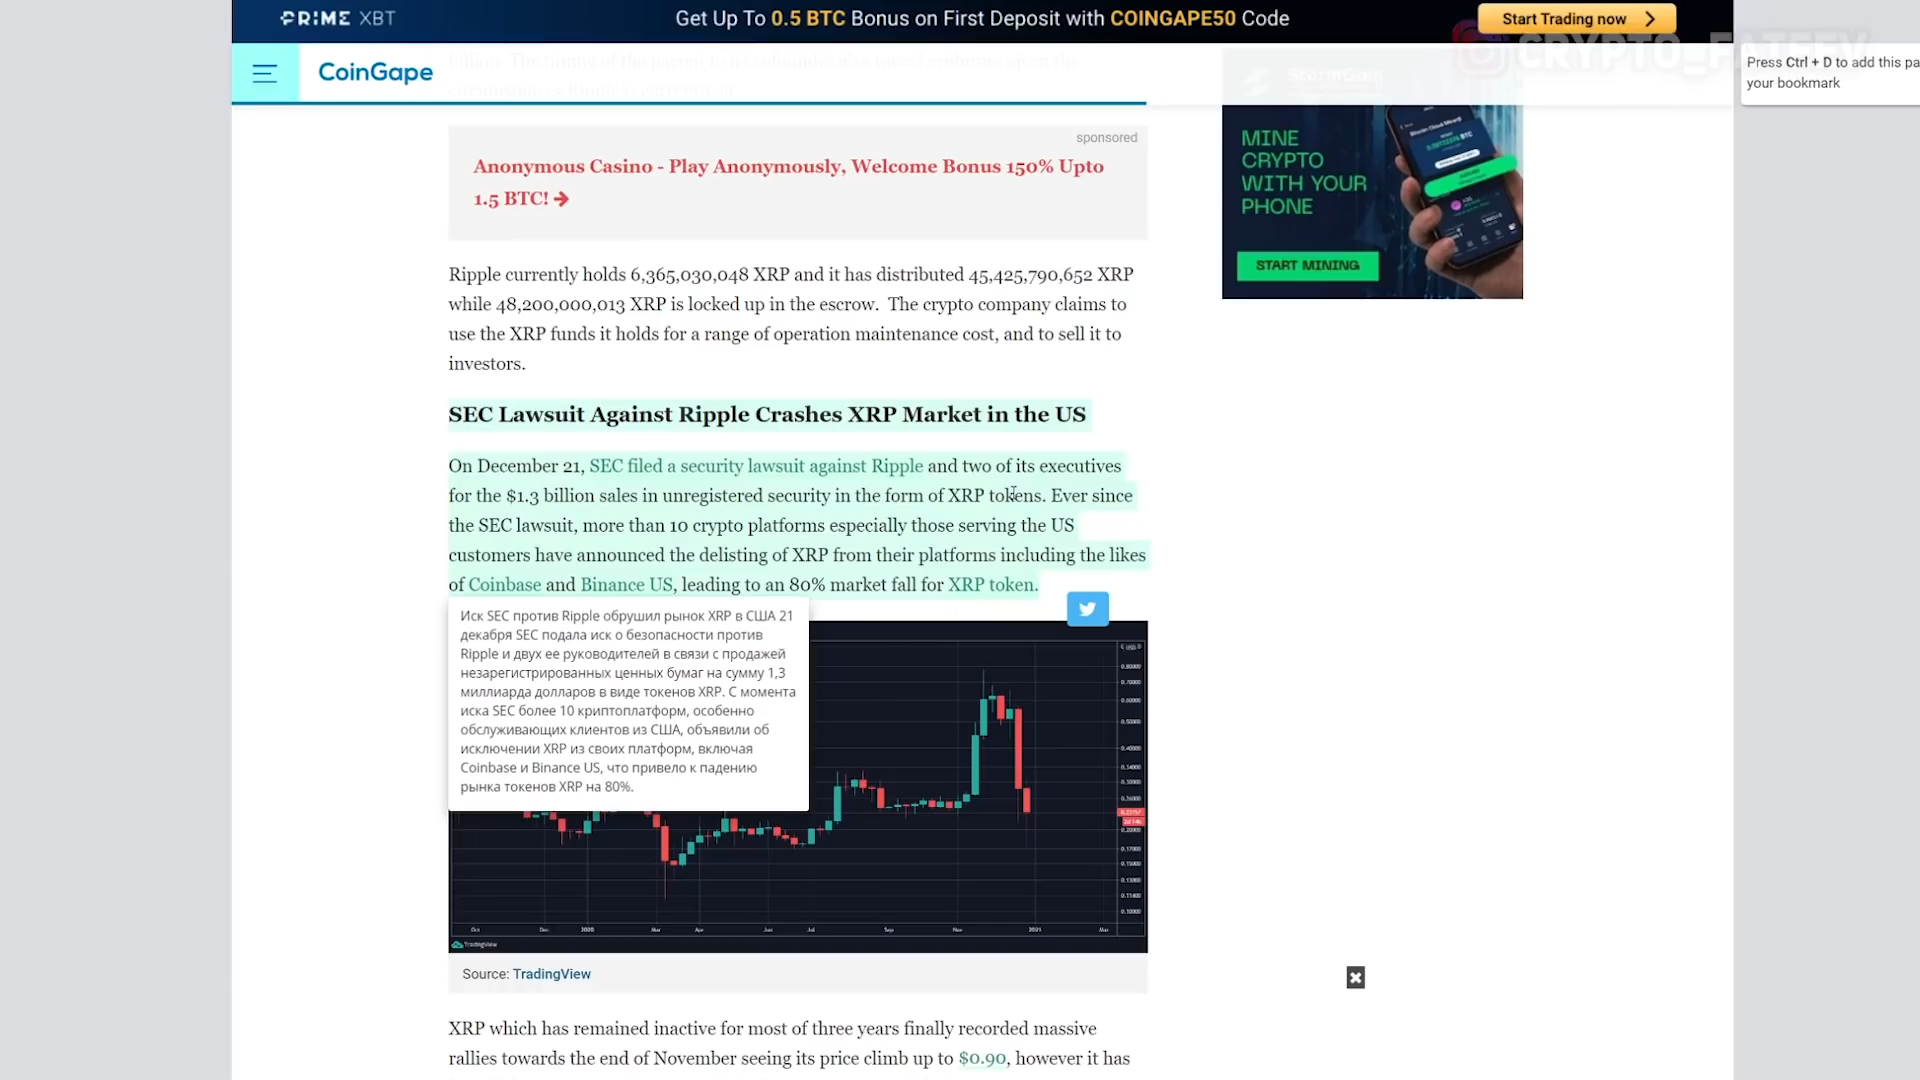 PRIME XBT
Get Up To 0.5 BTC Bonus on First Deposit with COINGAPE50 Code
Start Trading now
CoinGape
Press Ctrl + D to add this pa
your bookmark
StormGain
MINE
CRYPTO
WITH YOUR
PHONE
START MINING
sponsored
Anonymous Casino - Play Anonymously, Welcome Bonus 150% Upto
1.5 BTC!
Ripple currently holds 6,365,030,048 XRP and it has distributed 45,425,790,652 XRP
while 48,200,000,013 XRP is locked up in the escrow. The crypto company claims to
use the XRP funds it holds for a range of operation maintenance cost, and to sell it to
investors.
SEC Lawsuit Against Ripple Crashes XRP Market in the US
On December 21, SEC filed a security lawsuit against Ripple and two of its executives
for the $1.3 billion sales in unregistered security in the form of XRP tokens. Ever since
the SEC lawsuit, more than 10 crypto platforms especially those serving the US
customers have announced the delisting of XRP from their platforms including the likes
of Coinbase and Binance US, leading to an 80% market fall for XRP token.
Иск SEC против Ripple обрушил рынок XRP в США 21
декабря SEC подала иск о безопасности против
Ripple и двух ее руководителей в связи с продажей
незарегистрированных ценных бумаг на сумму 1,3
миллиарда долларов в виде токенов XRP. С момента
иска SEC более 10 криптоплатформ, особенно
обслуживающих клиентов из США, объявили об
исключении XRP из своих платформ, включая
Coinbase и Binance US, что привело к падению
рынка токенов XRP на 80%.
Oct Dec 2020 Mar Apr Jun Jul Sep Nov 2021 Mar
TradingView
Source: TradingView
XRP which has remained inactive for most of three years finally recorded massive
rallies towards the end of November seeing its price climb up to $0.90, however it has